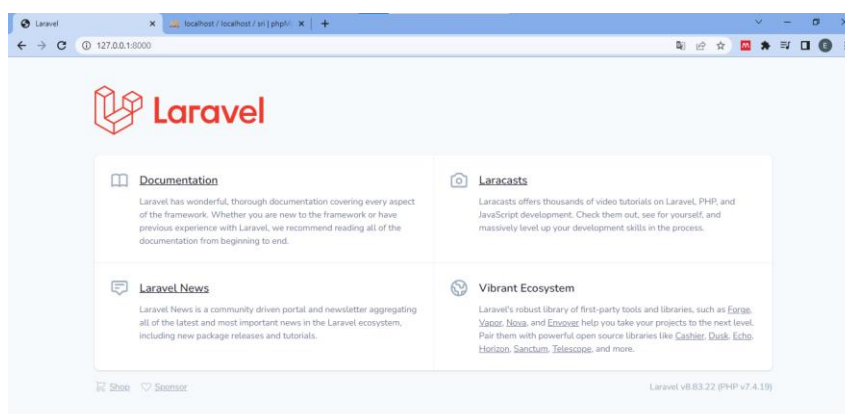 Laravel
localhost / localhost / sri | phpM
127.0.0.1:8000
E
Laravel
Documentation
Laravel has wonderful, thorough documentation covering every aspect
of the framework. Whether you are new to the framework or have
previous experience with Laravel, we recommend reading all of the
documentation from beginning to end.
Laracasts
Laracasts offers thousands of video tutorials on Laravel, PHP, and
JavaScript development. Check them out, see for yourself, and
massively level up your development skills in the process.
Laravel News
Laravel News is a community driven portal and newsletter aggregating
all of the latest and most important news in the Laravel ecosystem,
including new package releases and tutorials.
Vibrant Ecosystem
Laravel's robust library of first-party tools and libraries, such as Forge,
Vapor, Nova, and Envoyer help you take your projects to the next level.
Pair them with powerful open source libraries like Cashier, Dusk, Echo,
Horizon, Sanctum, Telescope, and more.
Shop Sponsor
Laravel v8.83.22 (PHP v7.4.19)